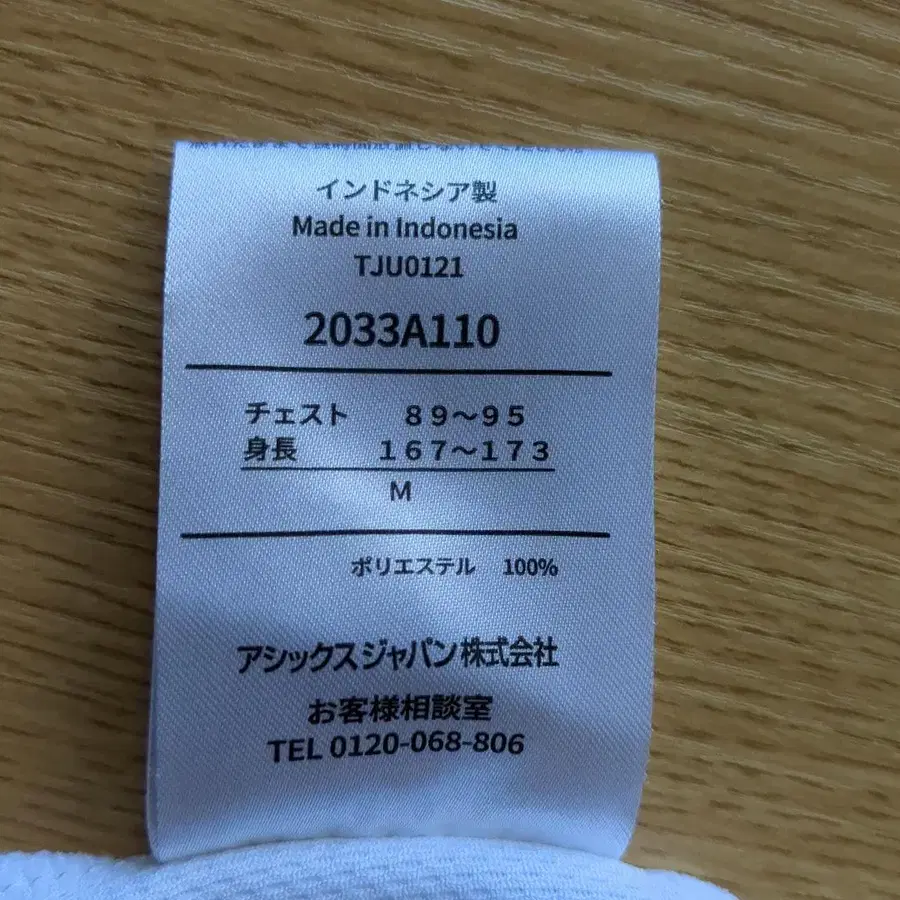 インドネシア製
Made in Indonesia
TJU0121
2033A110
チェスト 89～95
身長 167～173
M
ポリエステル 100%
アシックスジャパン株式会社
お客様相談室
TEL 0120-068-806